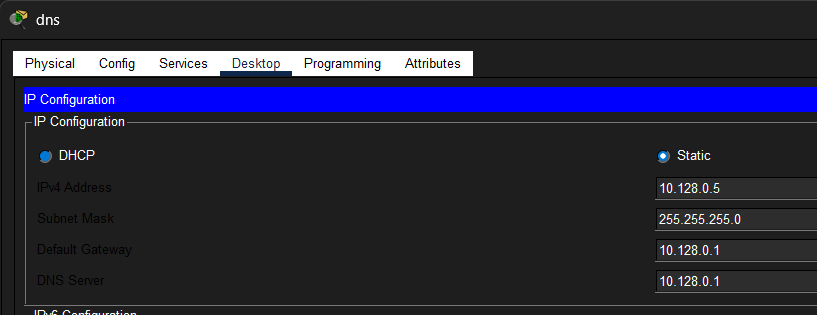 dns
Physical Config Services Desktop Programming Attributes
IP Configuration
IP Configuration
DHCP Static
IPv4 Address 10.128.0.5
Subnet Mask 255.255.255.0
Default Gateway 10.128.0.1
DNS Server 10.128.0.1
IPv6 Configuration